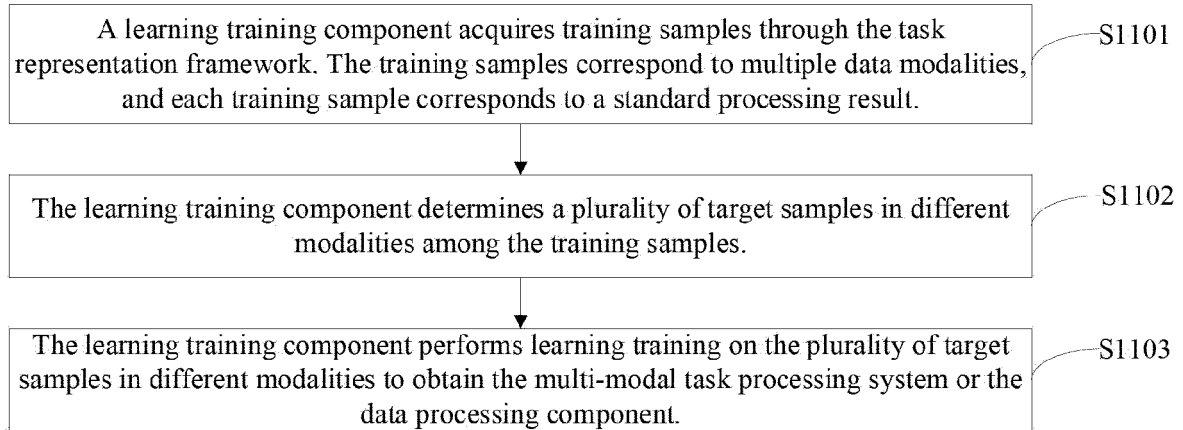 A learning training component acquires training samples through the task
representation framework. The training samples correspond to multiple data modalities,
and each training sample corresponds to a standard processing result.
S1101
The learning training component determines a plurality of target samples in different
modalities among the training samples.
S1102
The learning training component performs learning training on the plurality of target
samples in different modalities to obtain the multi-modal task processing system or the
data processing component.
S1103